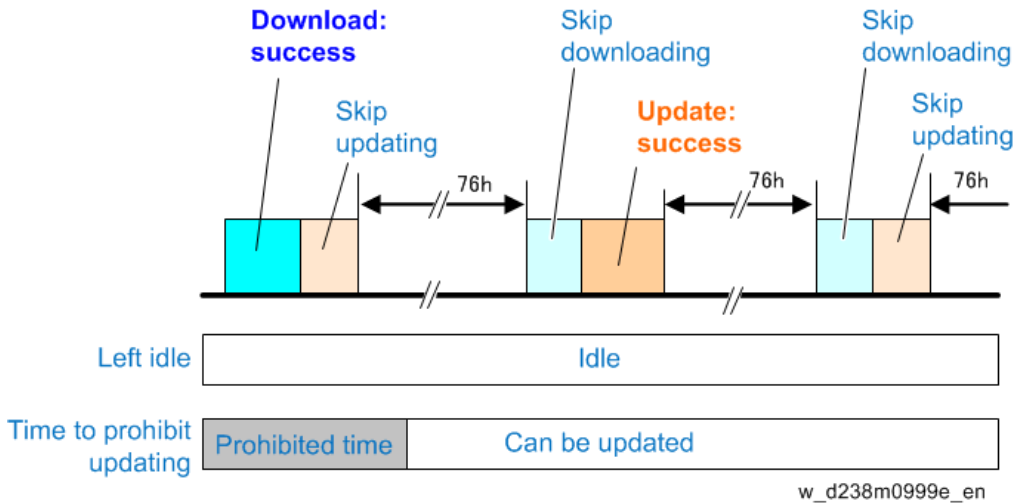 Download:
success
Skip
downloading
Skip
downloading
Skip
updating
Update:
success
Skip
updating
76h
76h
76h
Left idle
Idle
Time to prohibit
updating
Prohibited time
Can be updated
w_d238m0999e_en